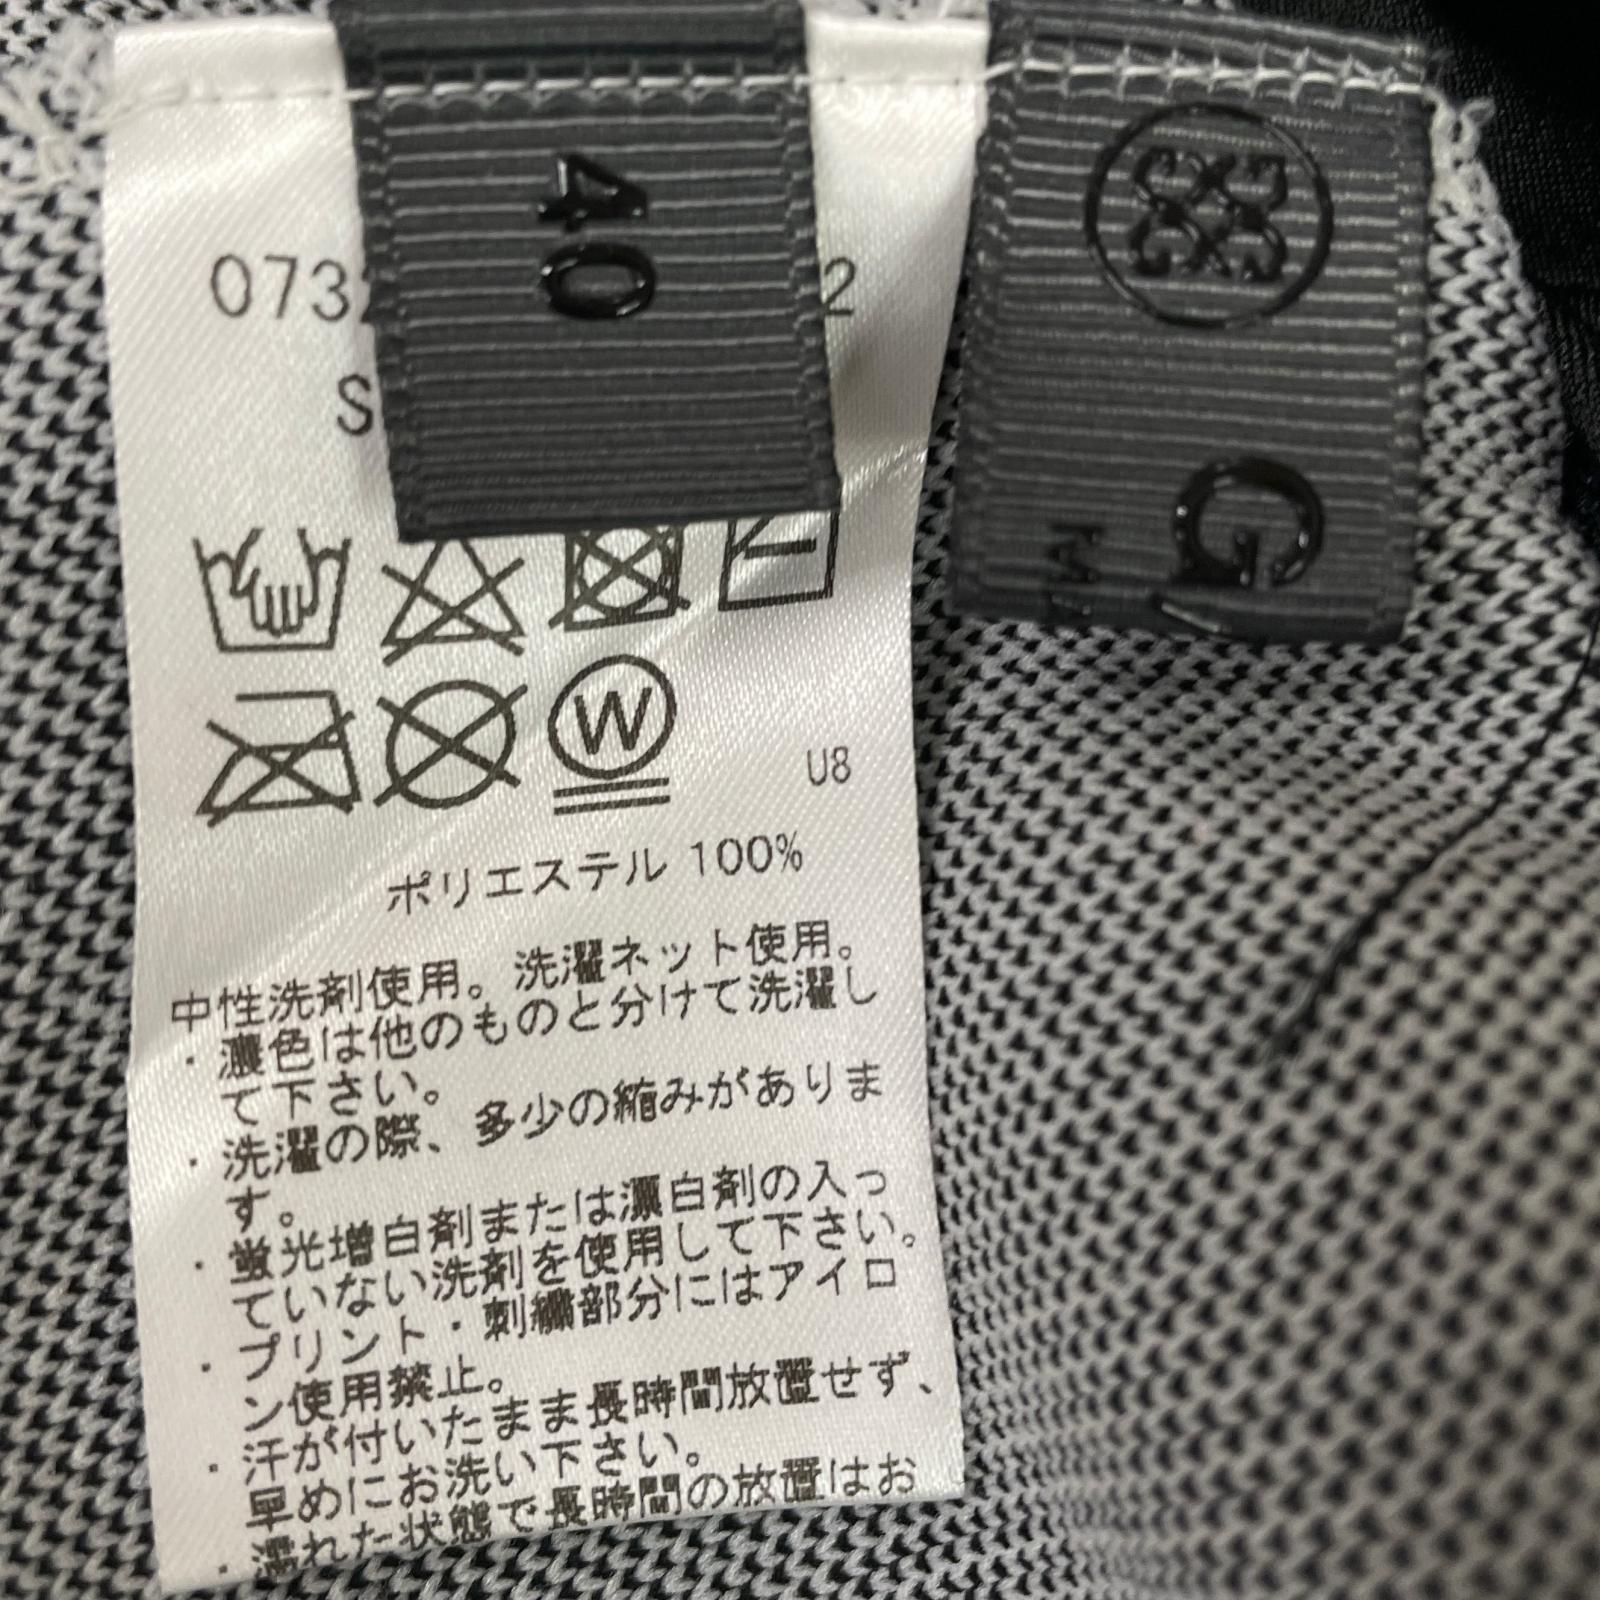 40
G
U8
ポリエステル 100%
中性洗剤使用。洗濯ネット使用。
・濃色は他のものと分けて洗濯し
て下さい。
・洗濯の際、多少の縮みがありま
す。
・蛍光増白剤または漂白剤の入っ
ていない洗剤を使用して下さい。
・プリント・刺繍部分にはアイロ
ン使用禁止。
・汗が付いたまま長時間放置せず、
早めにお洗い下さい。
・濡れた状態で長時間の放置はお